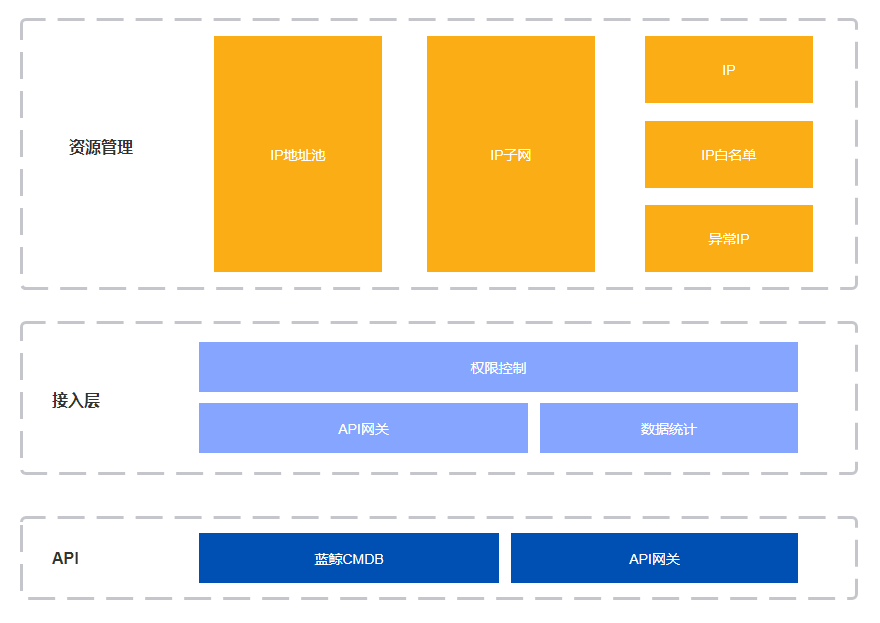 资源管理
IP地址池
IP子网
IP
IP白名单
异常IP
接入层
权限控制
API网关
数据统计
API
蓝鲸CMDB
API网关